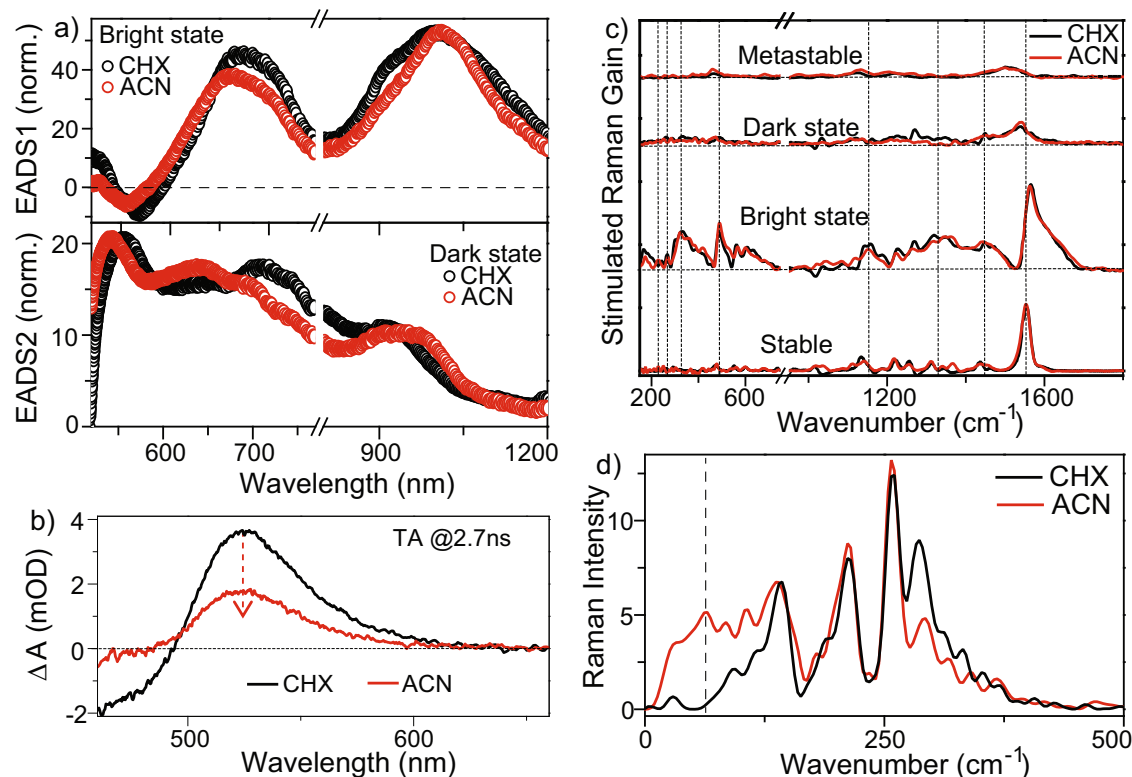 a)
Bright state
CHX
ACN
EADS1 (norm.)
40
20
0
Dark state
CHX
ACN
EADS2 (norm.)
20
10
0
600 700 900 1200
Wavelength (nm)
b)
TA @2.7ns
ΔA (mOD)
4
2
0
-2
CHX ACN
500 600
Wavelength (nm)
c)
CHX
ACN
Metastable
Dark state
Bright state
Stable
Stimulated Raman Gain
200 600 1200 1600
Wavenumber (cm-1)
d)
CHX
ACN
Raman Intensity
10
5
0
0 250 500
Wavenumber (cm-1)